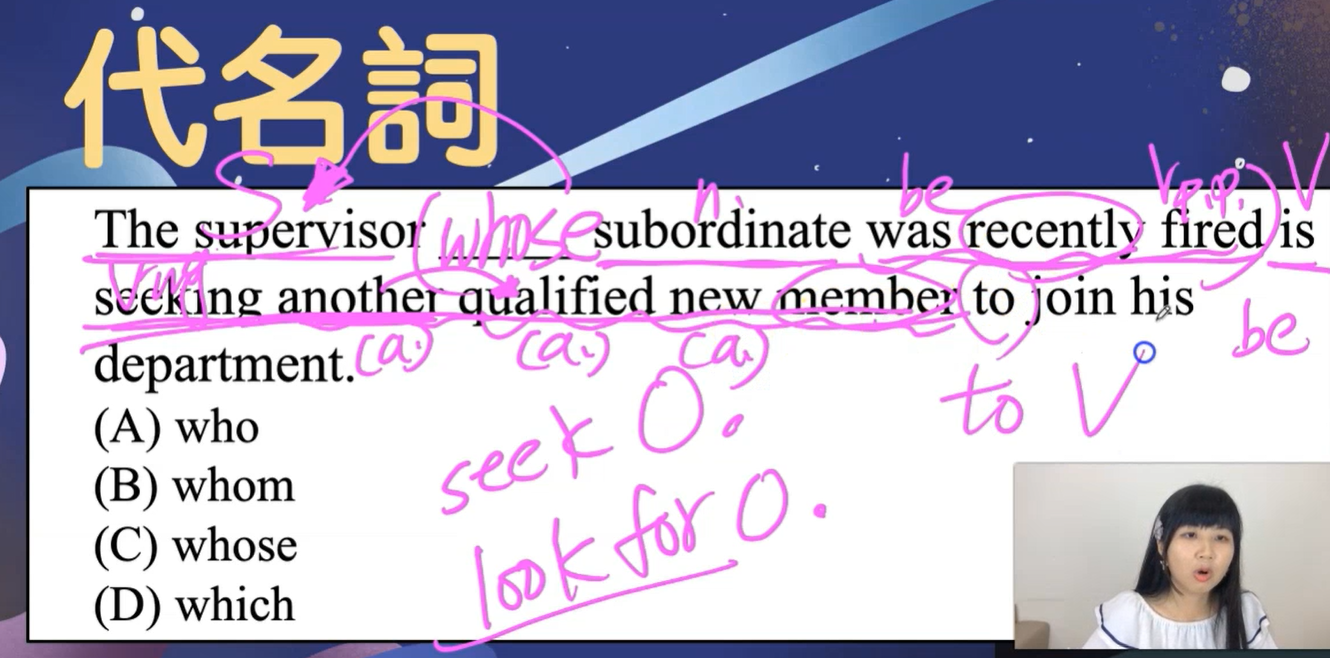 代名詞
S n. be Vp.p. V
The supervisor (whose subordinate was recently fired) is
Ving
seeking another qualified new member (to) join his
be
department. (a.) (a.) (a.)
to V
(A) who
seek O.
(B) whom
(C) whose
look for O.
(D) which